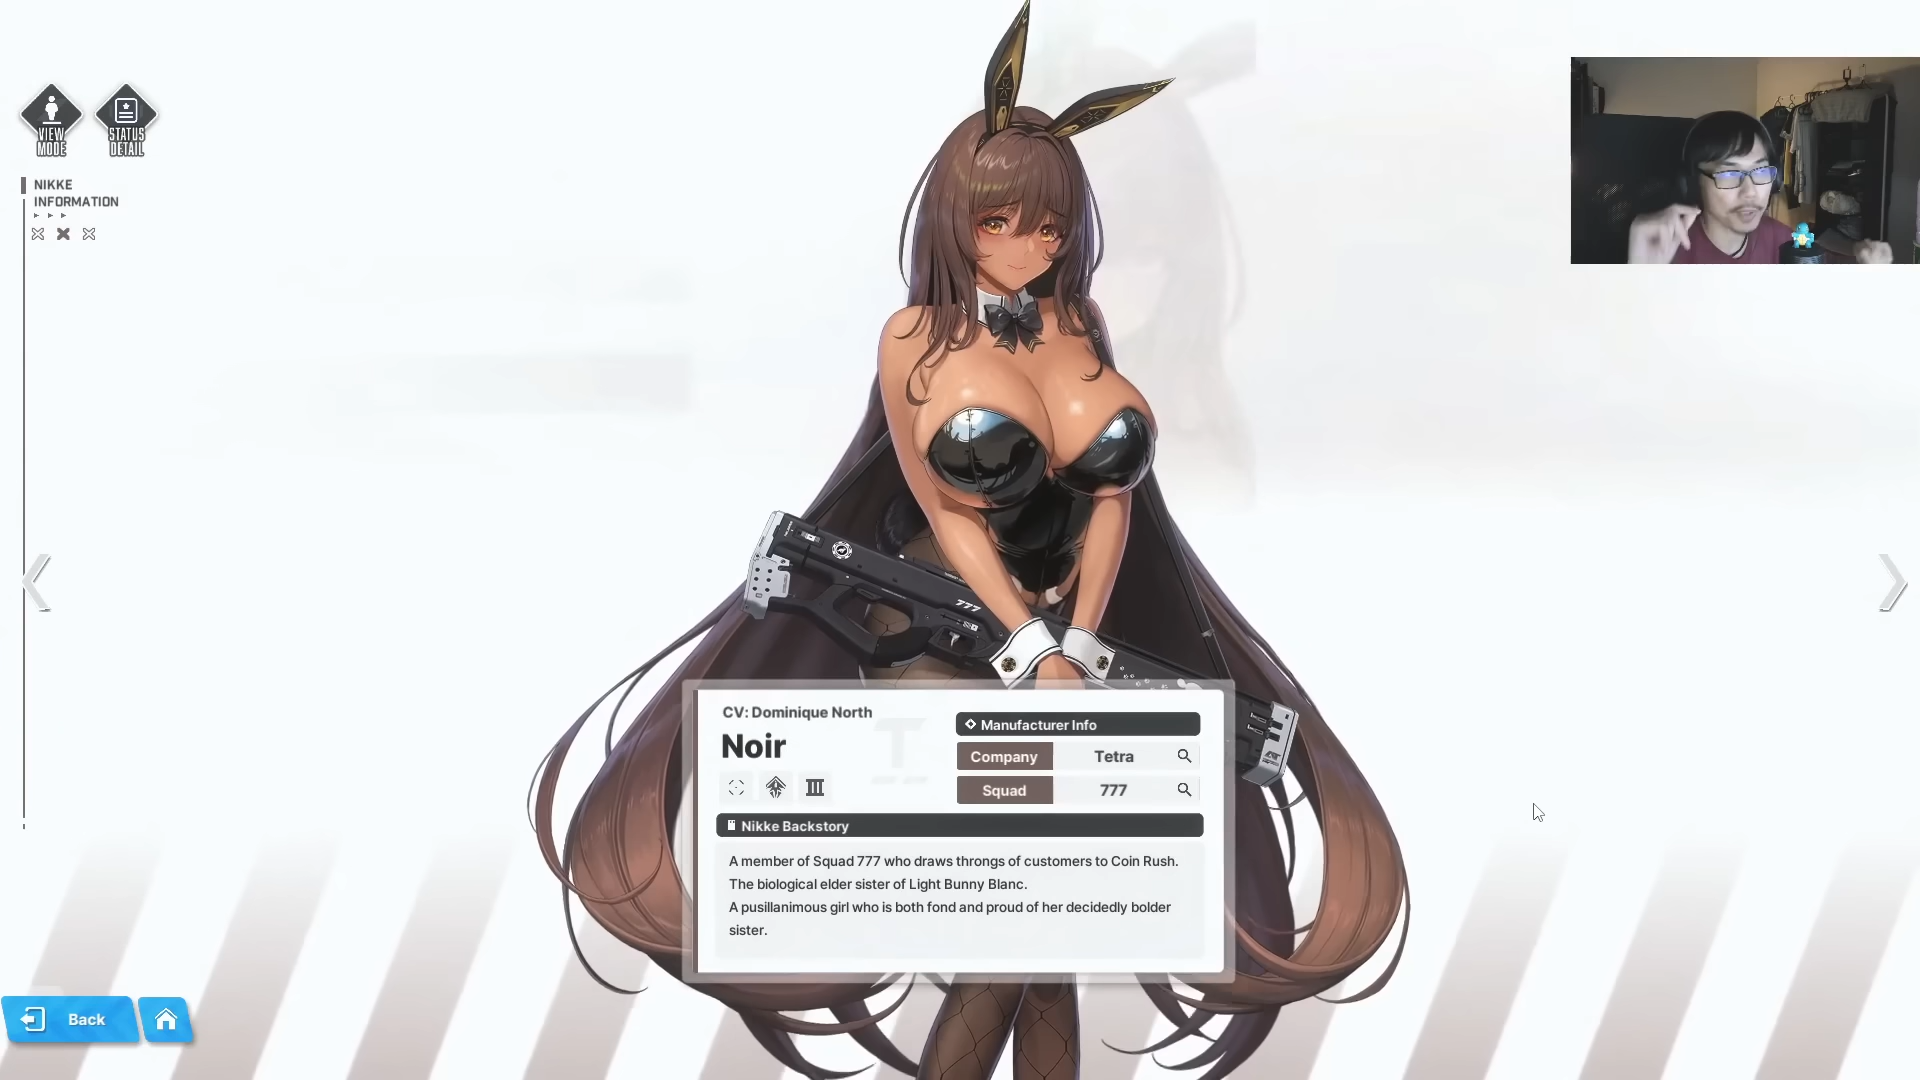 VIEW
MODE
STATUS
DETAIL
NIKKE
INFORMATION
777
CV: Dominique North
Noir
Manufacturer Info
Company Tetra
Squad 777
Nikke Backstory
A member of Squad 777 who draws throngs of customers to Coin Rush.
The biological elder sister of Light Bunny Blanc.
A pusillanimous girl who is both fond and proud of her decidedly bolder
sister.
Back